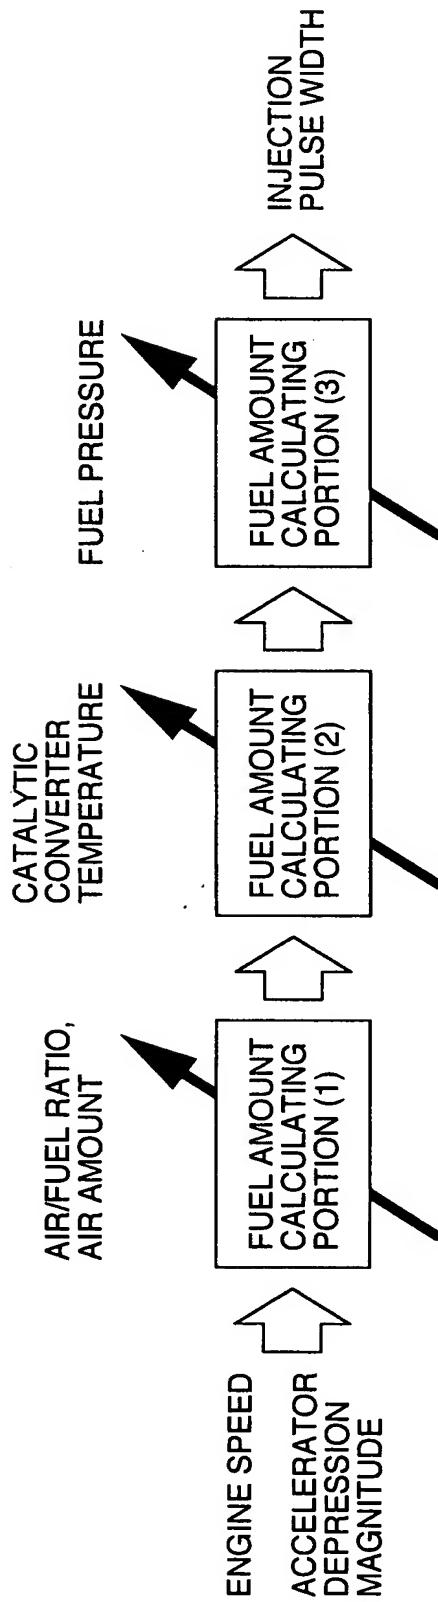 ENGINE SPEED
ACCELERATOR
DEPRESSION
MAGNITUDE
AIR/FUEL RATIO,
AIR AMOUNT
FUEL AMOUNT
CALCULATING
PORTION (1)
CATALYTIC
CONVERTER
TEMPERATURE
FUEL AMOUNT
CALCULATING
PORTION (2)
FUEL PRESSURE
FUEL AMOUNT
CALCULATING
PORTION (3)
INJECTION
PULSE WIDTH